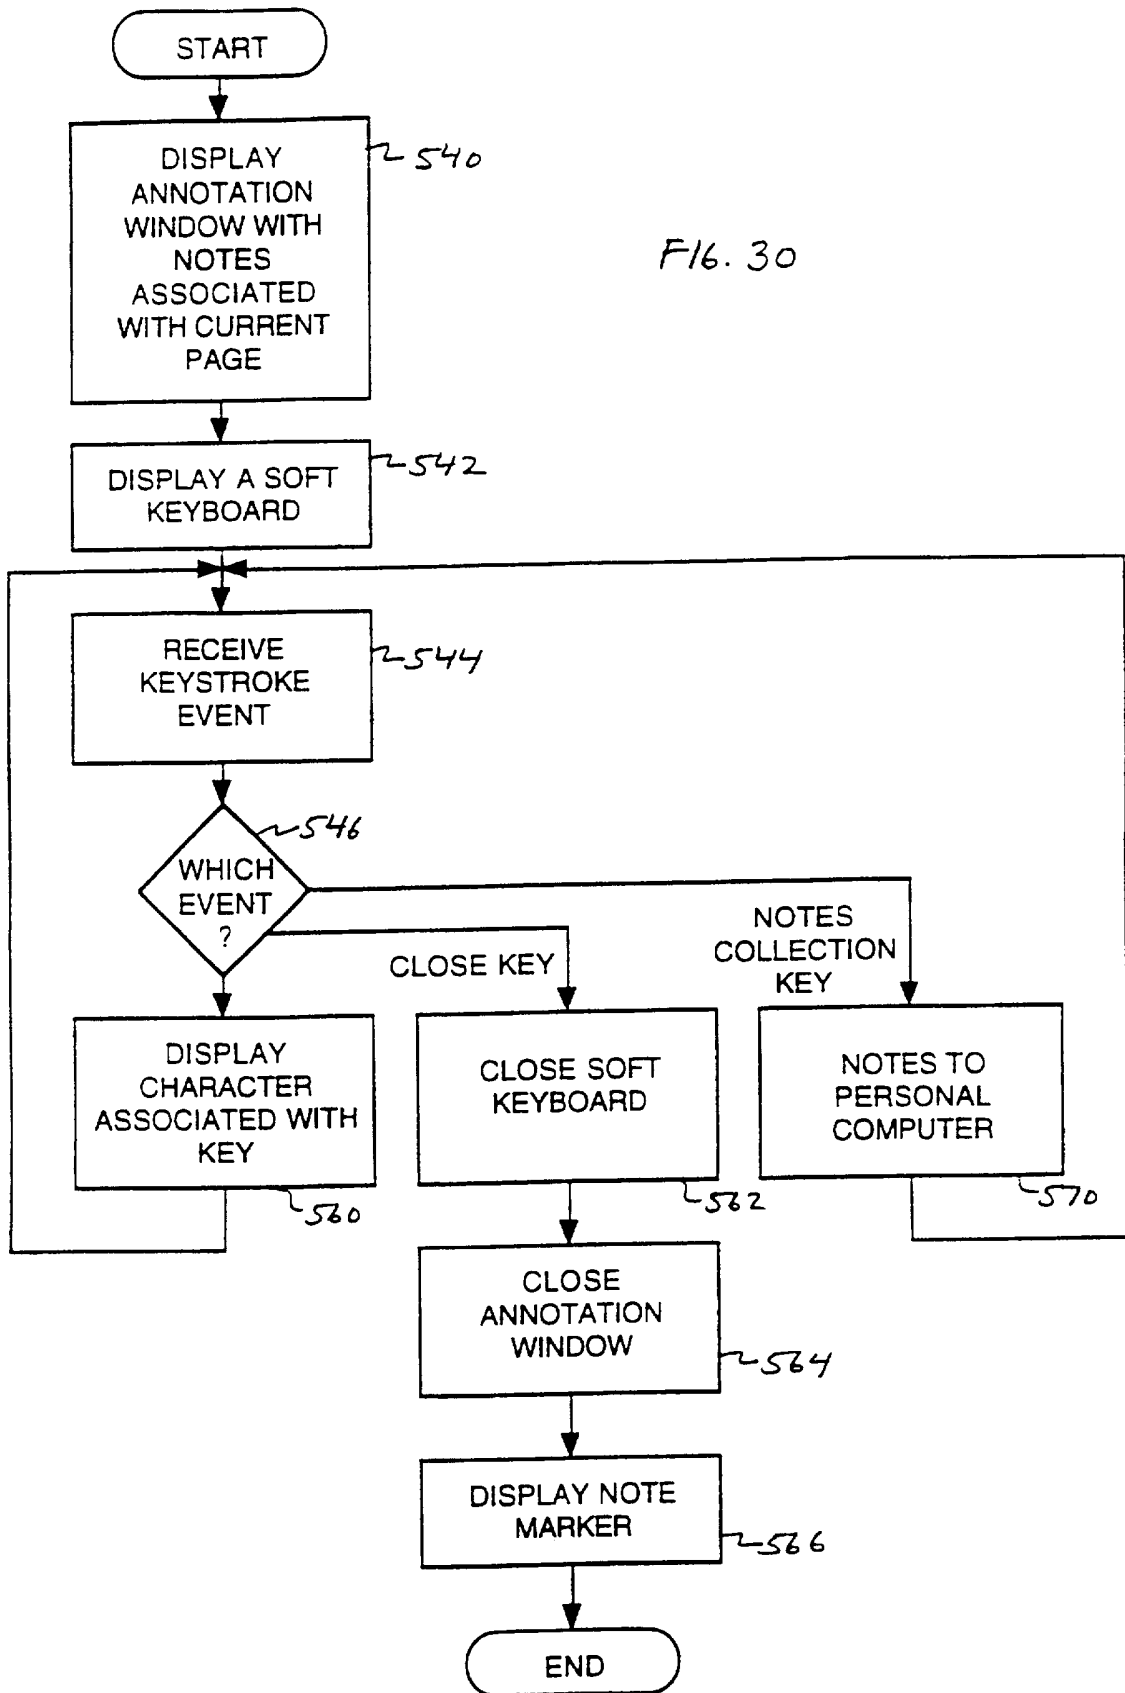 START
DISPLAY
ANNOTATION
WINDOW WITH
NOTES
ASSOCIATED
WITH CURRENT
PAGE
540
FIG. 30
DISPLAY A SOFT
KEYBOARD
542
RECEIVE
KEYSTROKE
EVENT
544
WHICH
EVENT
?
546
CLOSE KEY
NOTES
COLLECTION
KEY
DISPLAY
CHARACTER
ASSOCIATED WITH
KEY
560
CLOSE SOFT
KEYBOARD
562
NOTES TO
PERSONAL
COMPUTER
570
CLOSE
ANNOTATION
WINDOW
564
DISPLAY NOTE
MARKER
566
END